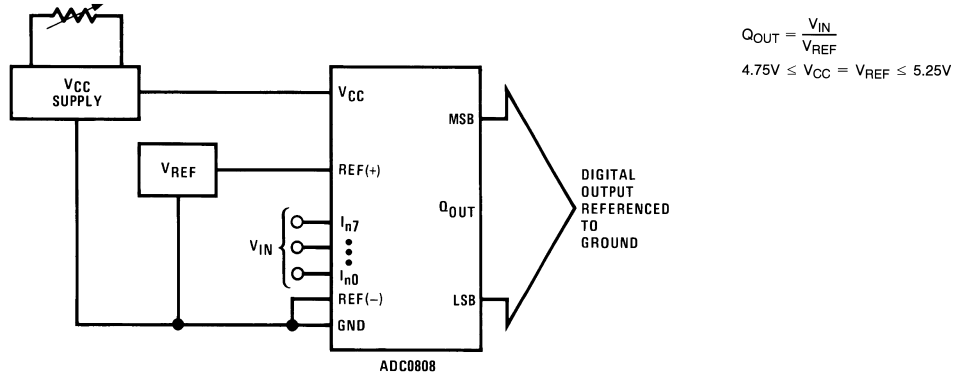 VCC
SUPPLY
VREF
VIN
VCC
REF(+)
In7
In0
REF(−)
GND
MSB
QOUT
LSB
ADC0808
DIGITAL
OUTPUT
REFERENCED
TO
GROUND
QOUT = VIN / VREF
4.75V ≤ VCC = VREF ≤ 5.25V